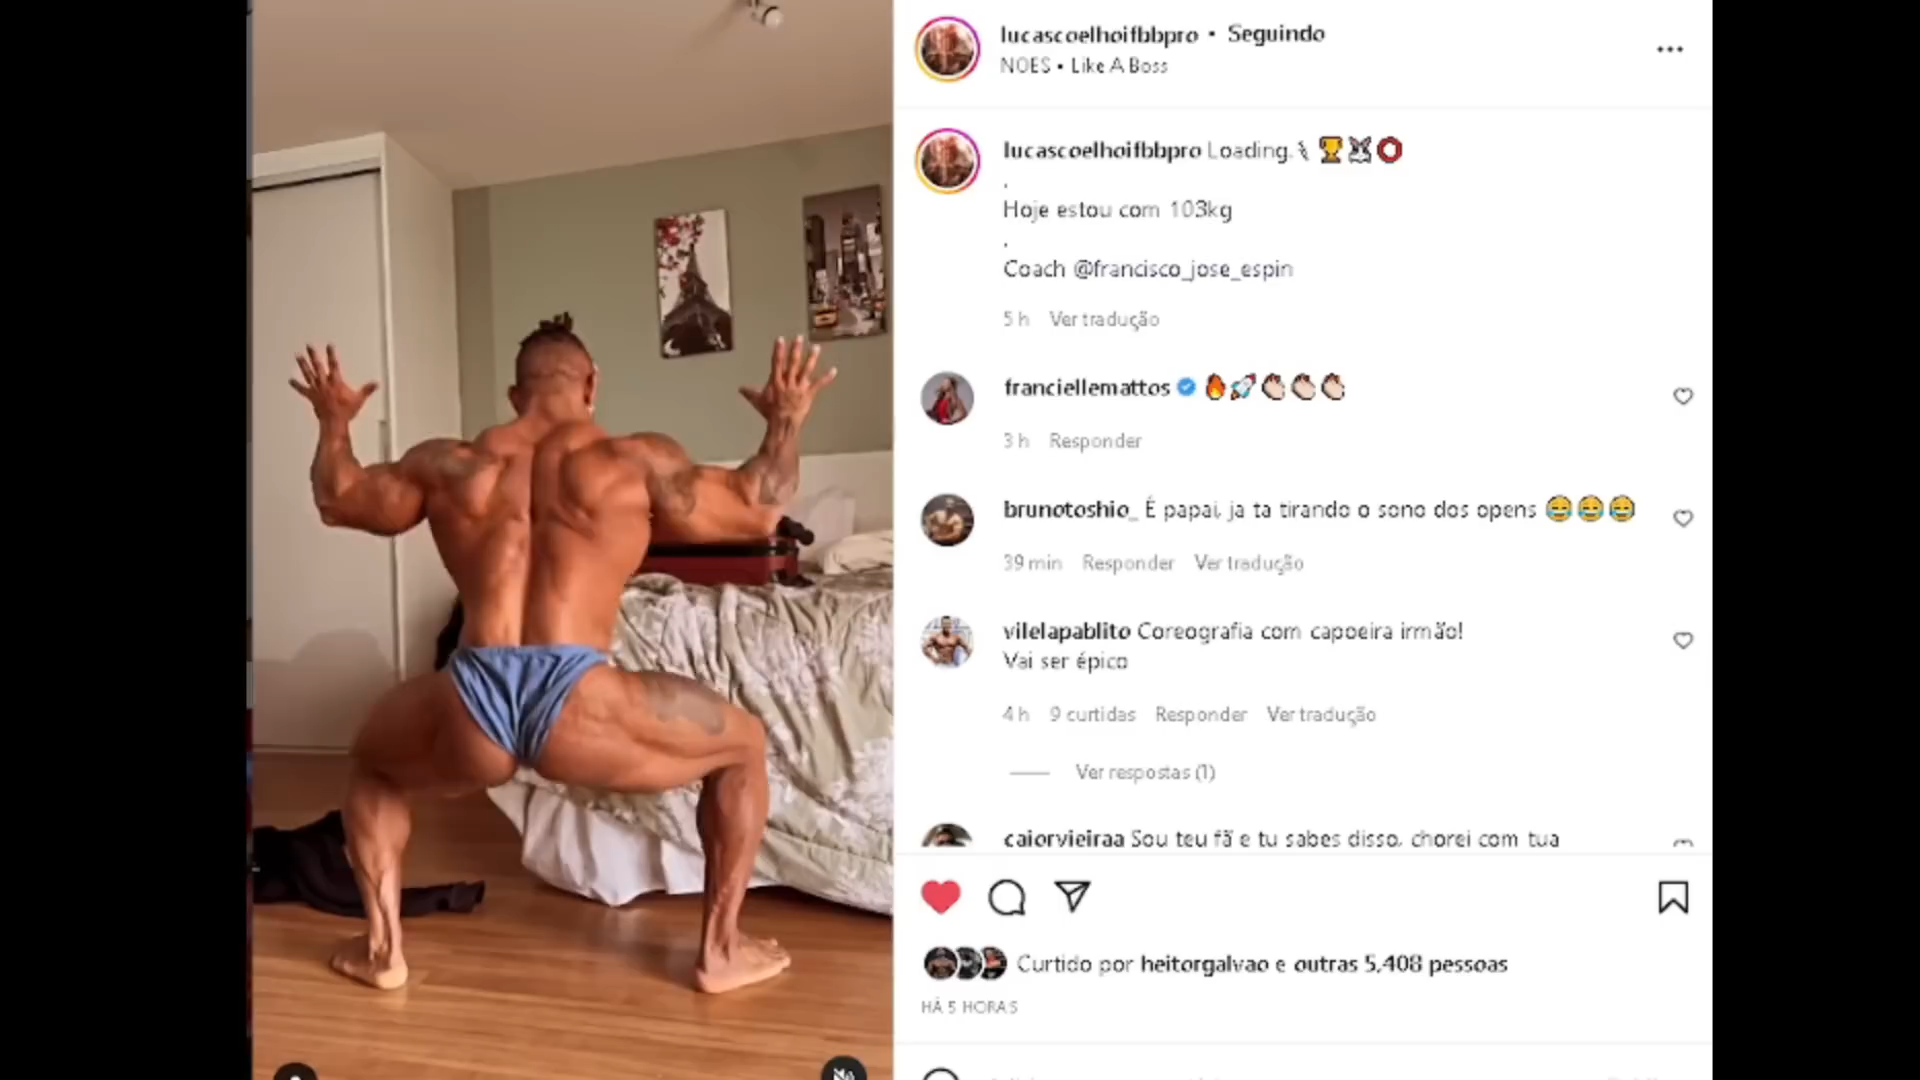 lucascoelhoifbbpro • Seguindo
NOES • Like A Boss
lucascoelhoifbbpro Loading.
.
Hoje estou com 103kg
.
Coach @francisco_jose_espin
5 h Ver tradução
franciellemattos
3 h Responder
brunotoshio_ É papai, ja ta tirando o sono dos opens 😂😂😂
39 min Responder Ver tradução
vilelapablito Coreografia com capoeira irmão!
Vai ser épico
4 h 9 curtidas Responder Ver tradução
Ver respostas (1)
caiorvieiraa Sou teu fã e tu sabes disso, chorei com tua
Curtido por heitorgalvao e outras 5.408 pessoas
HÁ 5 HORAS